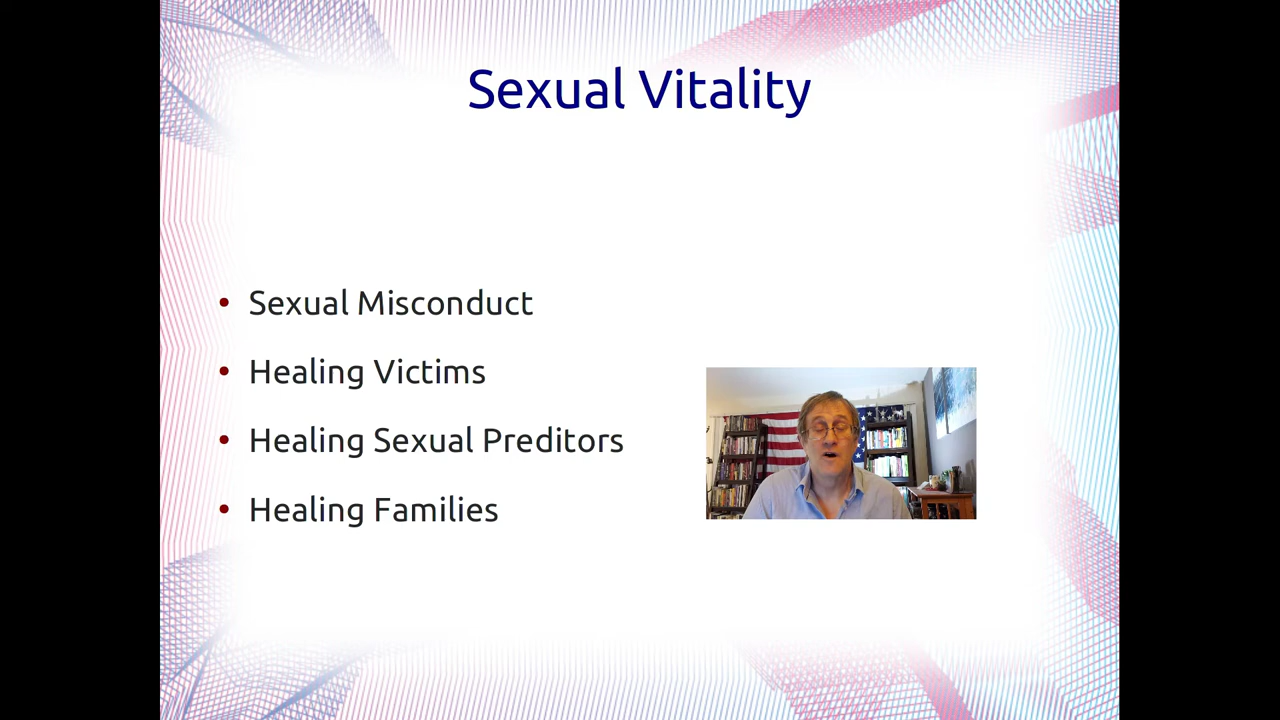 Sexual Vitality
• Sexual Misconduct
• Healing Victims
• Healing Sexual Preditors
• Healing Families